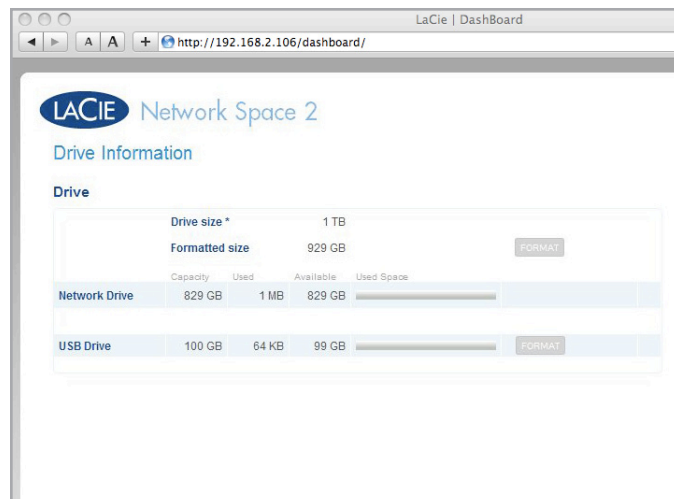 LaCie | DashBoard
A A + http://192.168.2.106/dashboard/
LACIE Network Space 2
Drive Information
Drive
Drive size * 1 TB
Formatted size 929 GB FORMAT
Capacity Used Available Used Space
Network Drive 829 GB 1 MB 829 GB
USB Drive 100 GB 64 KB 99 GB FORMAT